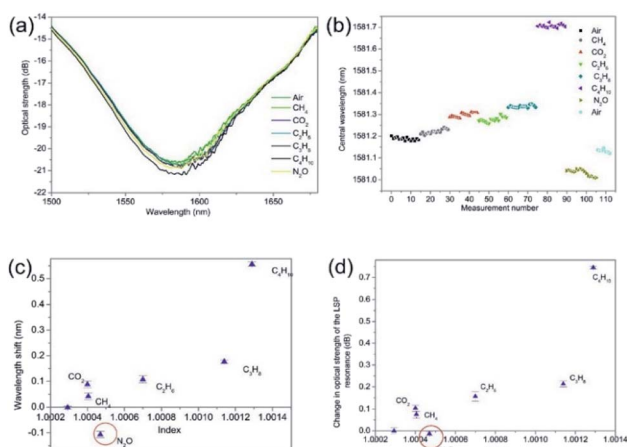 (a)
-14
-15
-16
-17
-18
-19
-20
-21
-22
Optical strength (dB)
Air
CH4
CO2
C2H6
C3H8
C4H10
N2O
1500
1550
1600
1650
Wavelength (nm)
(b)
1581.7
1581.6
1581.5
1581.4
1581.3
1581.2
1581.1
1581.0
Central wavelength (nm)
Air
CH4
CO2
C2H6
C3H8
C4H10
N2O
Air
0 10 20 30 40 50 60 70 80 90 100 110
Measurement number
(c)
0.5
0.4
0.3
0.2
0.1
0.0
-0.1
Wavelength shift (nm)
C4H10
C3H8
CO2
C2H6
CH4
N2O
1.0002 1.0004 1.0006 1.0008 1.0010 1.0012 1.0014
Index
(d)
0.7
0.6
0.5
0.4
0.3
0.2
0.1
0.0
Change in optical strength of the LSP
resonance (dB)
C3H8
CO2
CH4
1.0002 1.0004 1.0006 1.0008 1.0010 1.0012 1.0014